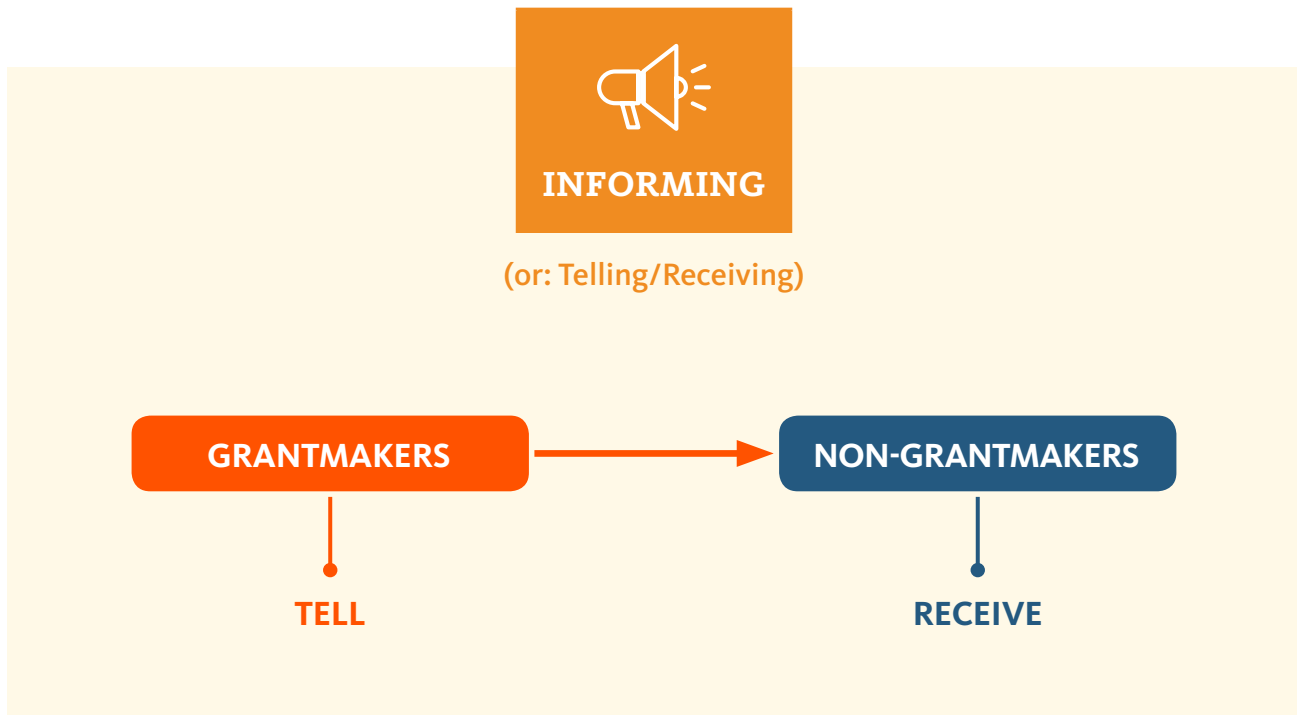 INFORMING
(or: Telling/Receiving)
GRANTMAKERS
NON-GRANTMAKERS
TELL
RECEIVE